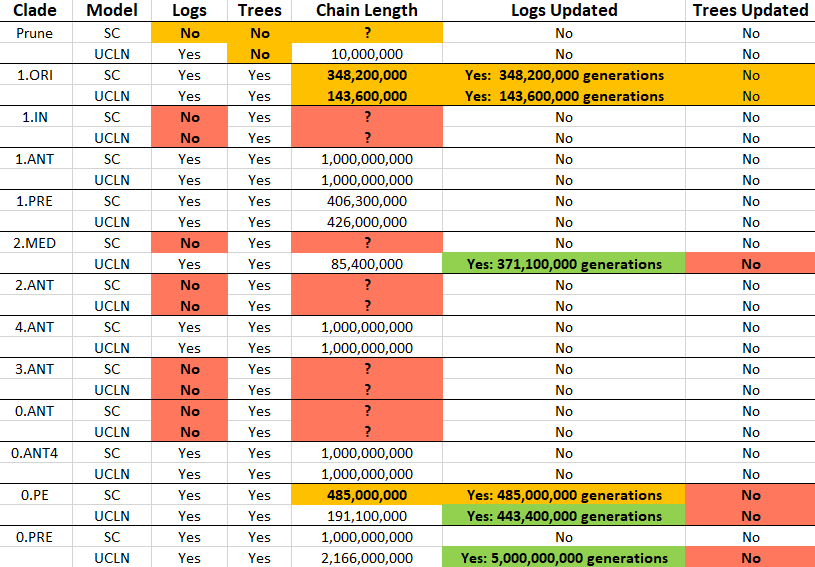 Clade Model Logs Trees Chain Length Logs Updated Trees Updated
Prune SC No No ? No No
UCLN Yes No 10,000,000 No No
1.ORI SC Yes Yes 348,200,000 Yes: 348,200,000 generations No
UCLN Yes Yes 143,600,000 Yes: 143,600,000 generations No
1.IN SC No Yes ? No No
UCLN No Yes ? No No
1.ANT SC Yes Yes 1,000,000,000 No No
UCLN Yes Yes 1,000,000,000 No No
1.PRE SC Yes Yes 406,300,000 No No
UCLN Yes Yes 426,000,000 No No
2.MED SC No Yes ? No No
UCLN Yes Yes 85,400,000 Yes: 371,100,000 generations No
2.ANT SC No Yes ? No No
UCLN No Yes ? No No
4.ANT SC Yes Yes 1,000,000,000 No No
UCLN Yes Yes 1,000,000,000 No No
3.ANT SC No Yes ? No No
UCLN No Yes ? No No
0.ANT SC No Yes ? No No
UCLN No Yes ? No No
0.ANT4 SC Yes Yes 1,000,000,000 No No
UCLN Yes Yes 1,000,000,000 No No
0.PE SC Yes Yes 485,000,000 Yes: 485,000,000 generations No
UCLN Yes Yes 191,100,000 Yes: 443,400,000 generations No
0.PRE SC Yes Yes 1,000,000,000 No No
UCLN Yes Yes 2,166,000,000 Yes: 5,000,000,000 generations No